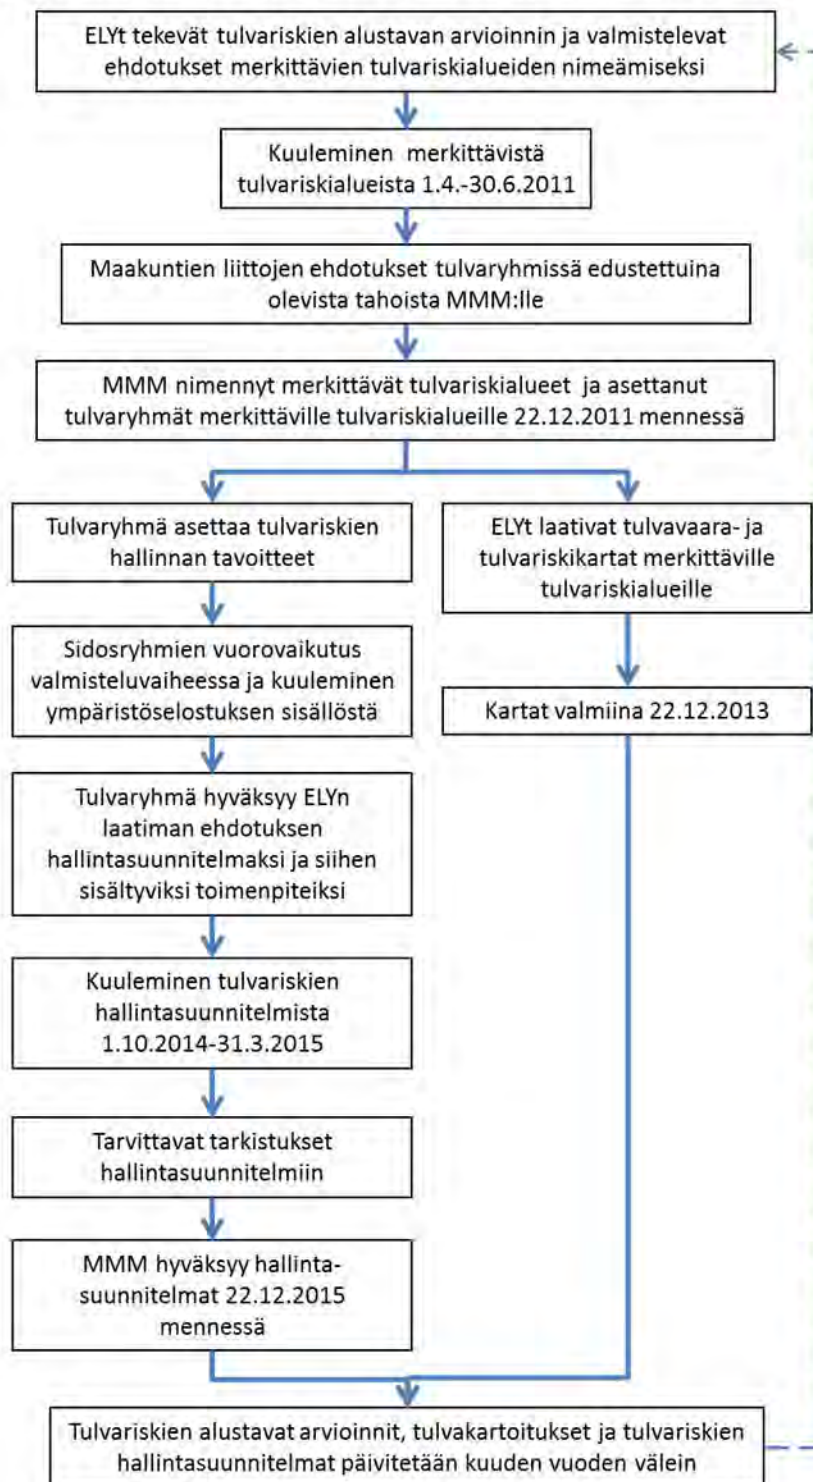 ELYt tekevät tulvariskien alustavan arvioinnin ja valmistelevat
ehdotukset merkittävien tulvariskialueiden nimeämiseksi
Kuuleminen merkittävistä
tulvariskialueista 1.4.-30.6.2011
Maakuntien liittojen ehdotukset tulvaryhmissä edustettuina
olevista tahoista MMM:lle
MMM nimennyt merkittävät tulvariskialueet ja asettanut
tulvaryhmät merkittäville tulvariskialueille 22.12.2011 mennessä
Tulvaryhmä asettaa tulvariskien
hallinnan tavoitteet
Sidosryhmien vuorovaikutus
valmisteluvaiheessa ja kuuleminen
ympäristöselostuksen sisällöstä
Tulvaryhmä hyväksyy ELYn
laatiman ehdotuksen
hallintasuunnitelmaksi ja siihen
sisältyviksi toimenpiteiksi
Kuuleminen tulvariskien
hallintasuunnitelmista
1.10.2014-31.3.2015
Tarvittavat tarkistukset
hallintasuunnitelmiin
MMM hyväksyy hallinta-
suunnitelmat 22.12.2015
mennessä
ELYt laativat tulvavaara- ja
tulvariskikartat merkittäville
tulvariskialueille
Kartat valmiina 22.12.2013
Tulvariskien alustavat arvioinnit, tulvakartoitukset ja tulvariskien
hallintasuunnitelmat päivitetään kuuden vuoden välein